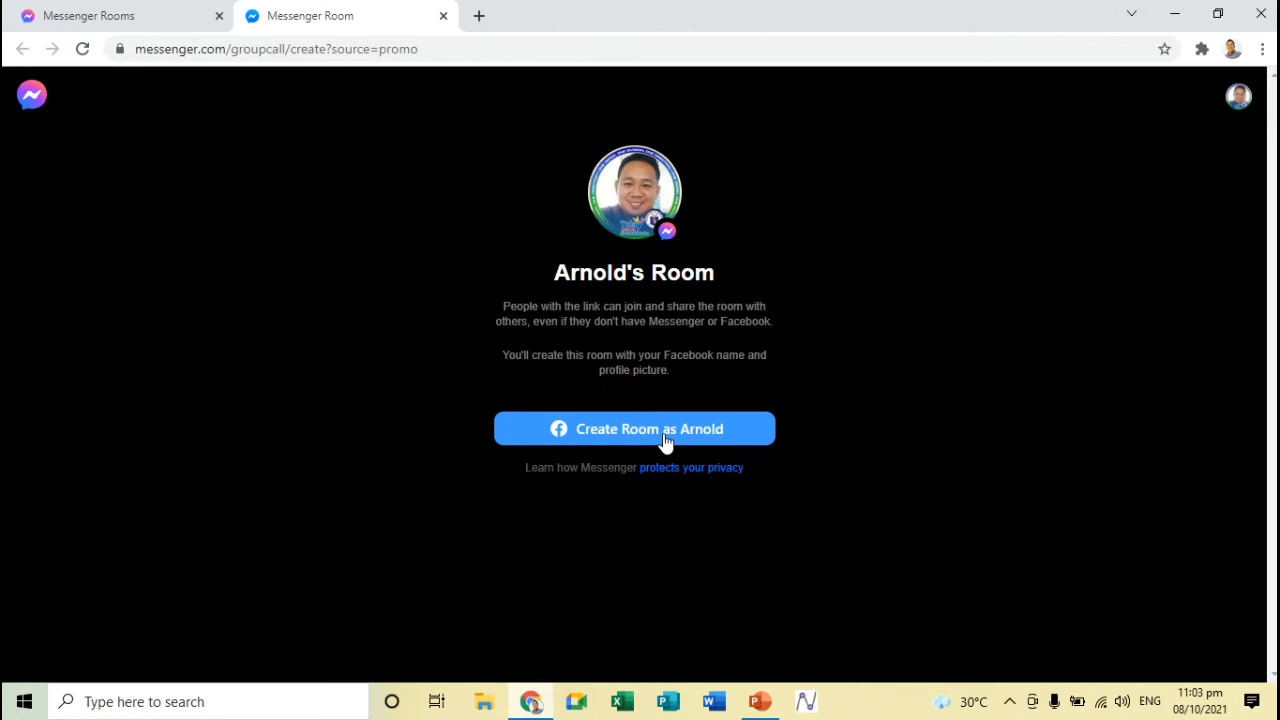 Messenger Rooms
Messenger Room
messenger.com/groupcall/create?source=promo
Arnold's Room
People with the link can join and share the room with
others, even if they don't have Messenger or Facebook.
You'll create this room with your Facebook name and
profile picture.
Create Room as Arnold
Learn how Messenger protects your privacy
Type here to search
30°C
ENG
11:03 pm
08/10/2021